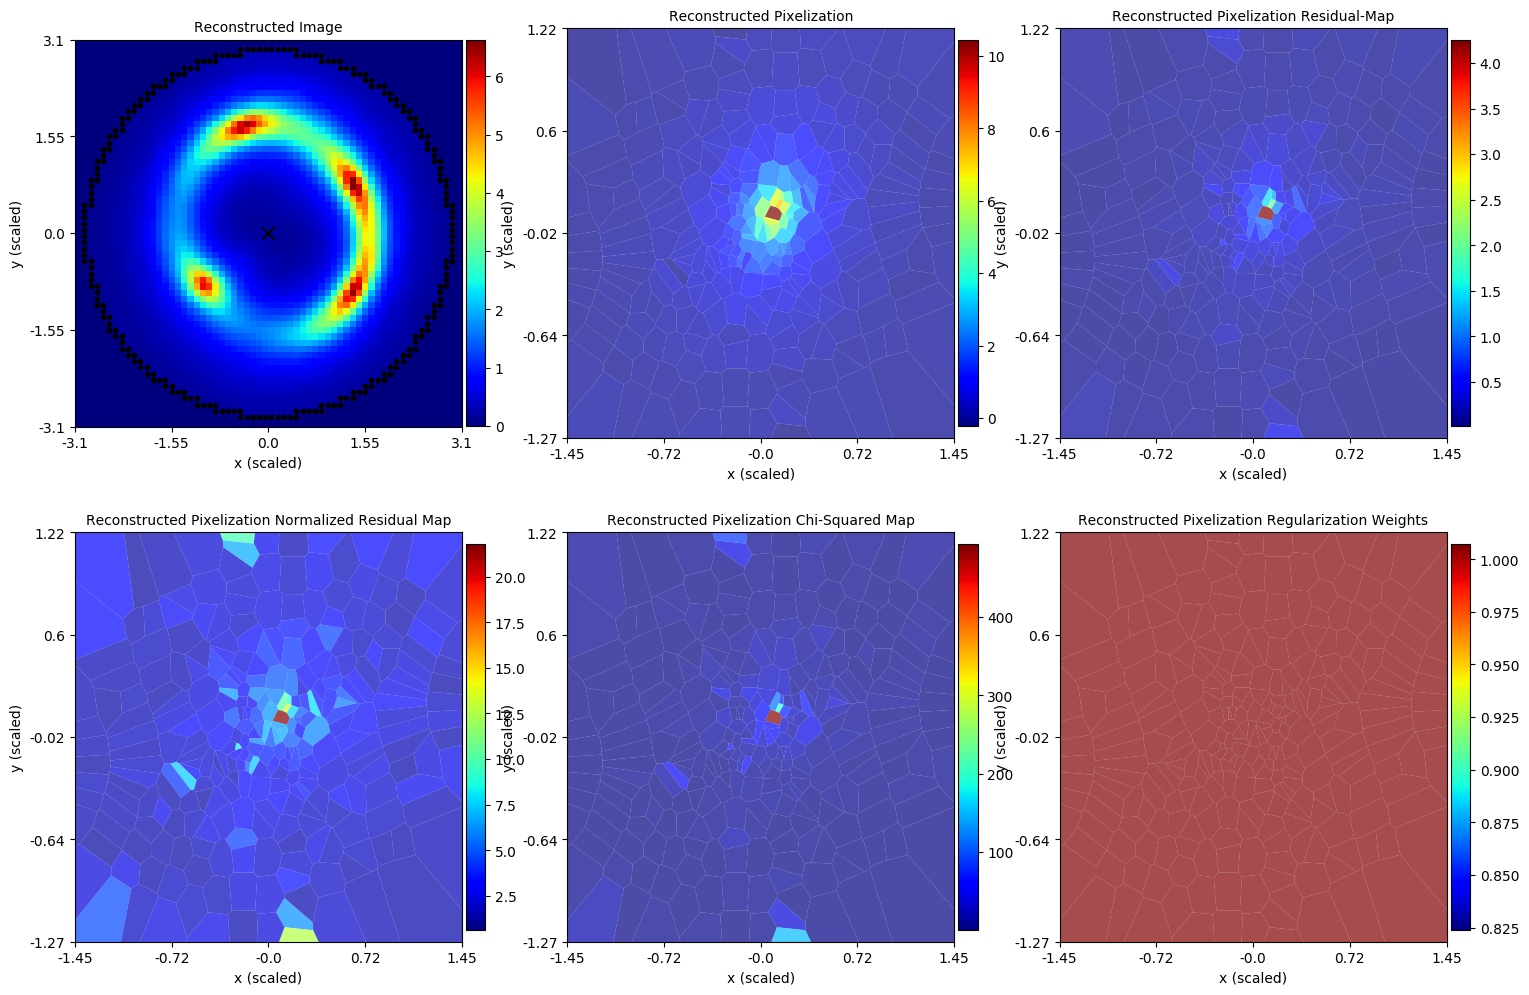 Reconstructed Image
3.1
1.55
0.0
-1.55
-3.1
-3.1 -1.55 0.0 1.55 3.1
x (scaled)
y (scaled)
6
5
4
3
2
1
0
Reconstructed Pixelization
1.22
0.6
-0.02
-0.64
-1.27
-1.45 -0.72 -0.0 0.72 1.45
x (scaled)
y (scaled)
10
8
6
4
2
0
Reconstructed Pixelization Residual-Map
1.22
0.6
-0.02
-0.64
-1.27
-1.45 -0.72 -0.0 0.72 1.45
x (scaled)
y (scaled)
4.0
3.5
3.0
2.5
2.0
1.5
1.0
0.5
Reconstructed Pixelization Normalized Residual Map
1.22
0.6
-0.02
-0.64
-1.27
-1.45 -0.72 -0.0 0.72 1.45
x (scaled)
y (scaled)
20.0
17.5
15.0
12.5
10.0
7.5
5.0
2.5
Reconstructed Pixelization Chi-Squared Map
1.22
0.6
-0.02
-0.64
-1.27
-1.45 -0.72 -0.0 0.72 1.45
x (scaled)
y (scaled)
400
300
200
100
Reconstructed Pixelization Regularization Weights
1.22
0.6
-0.02
-0.64
-1.27
-1.45 -0.72 -0.0 0.72 1.45
x (scaled)
y (scaled)
1.000
0.975
0.950
0.925
0.900
0.875
0.850
0.825